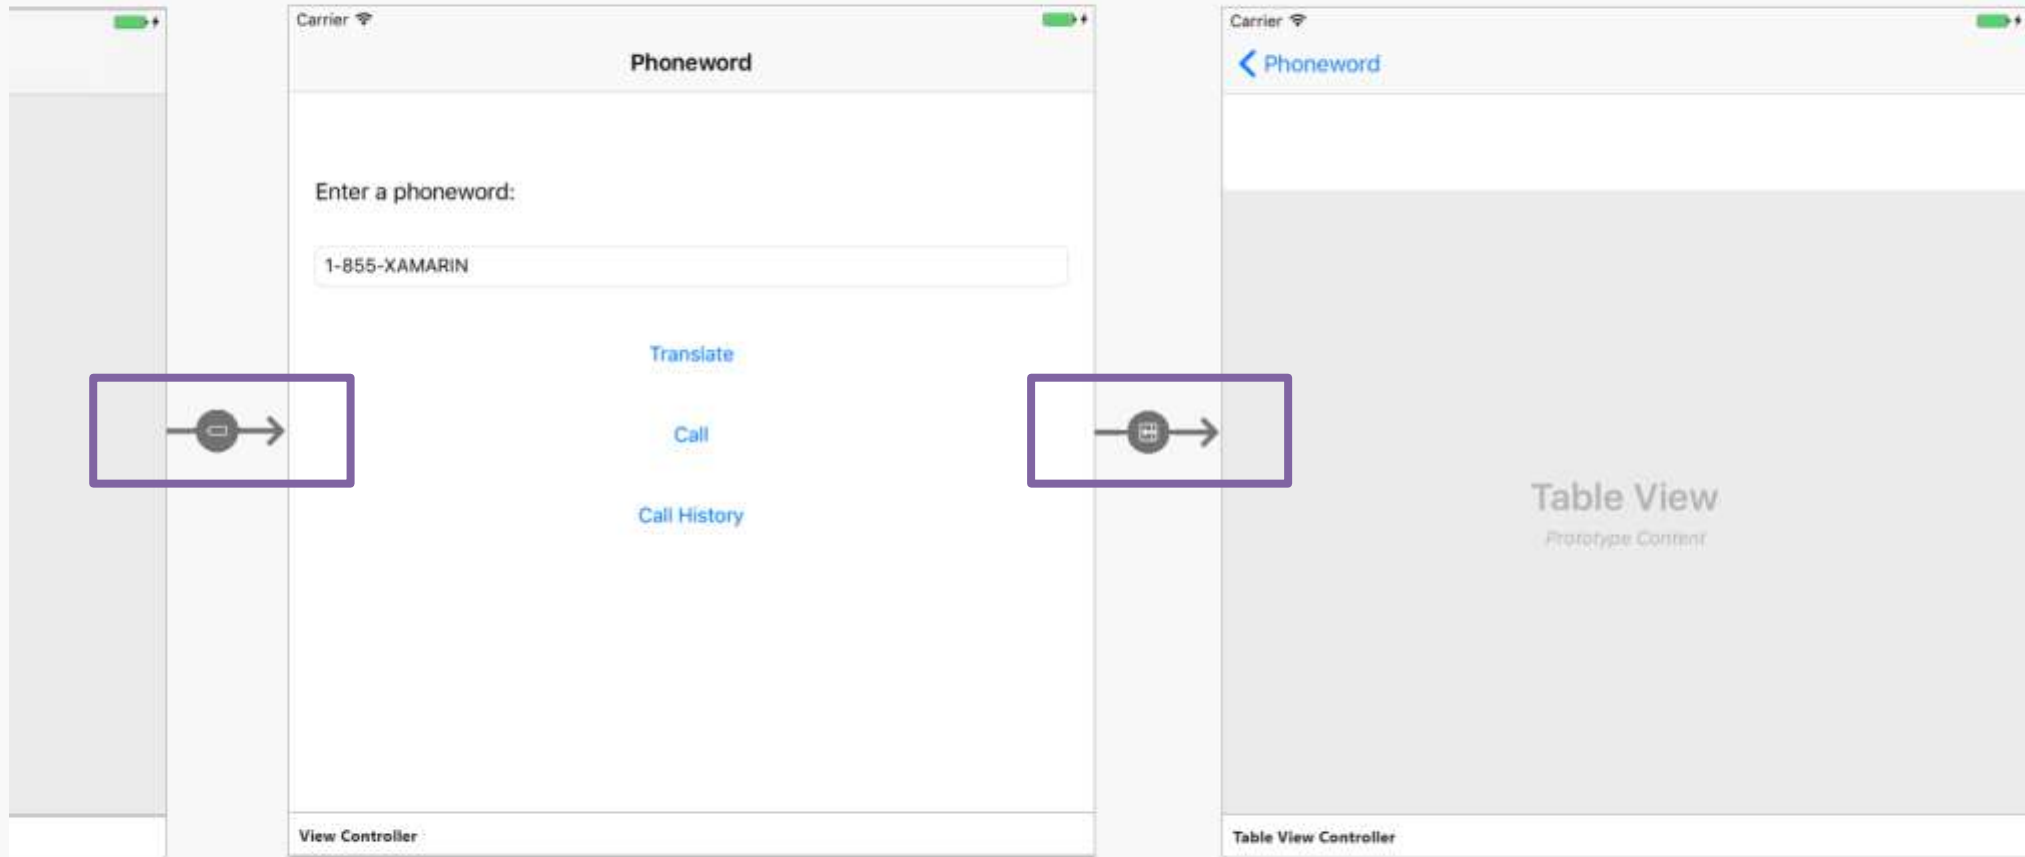 Carrier
Phoneword
Enter a phoneword:
1-855-XAMARIN
Translate
Call
Call History
View Controller
Carrier
Phoneword
Table View
Prototype Content
Table View Controller